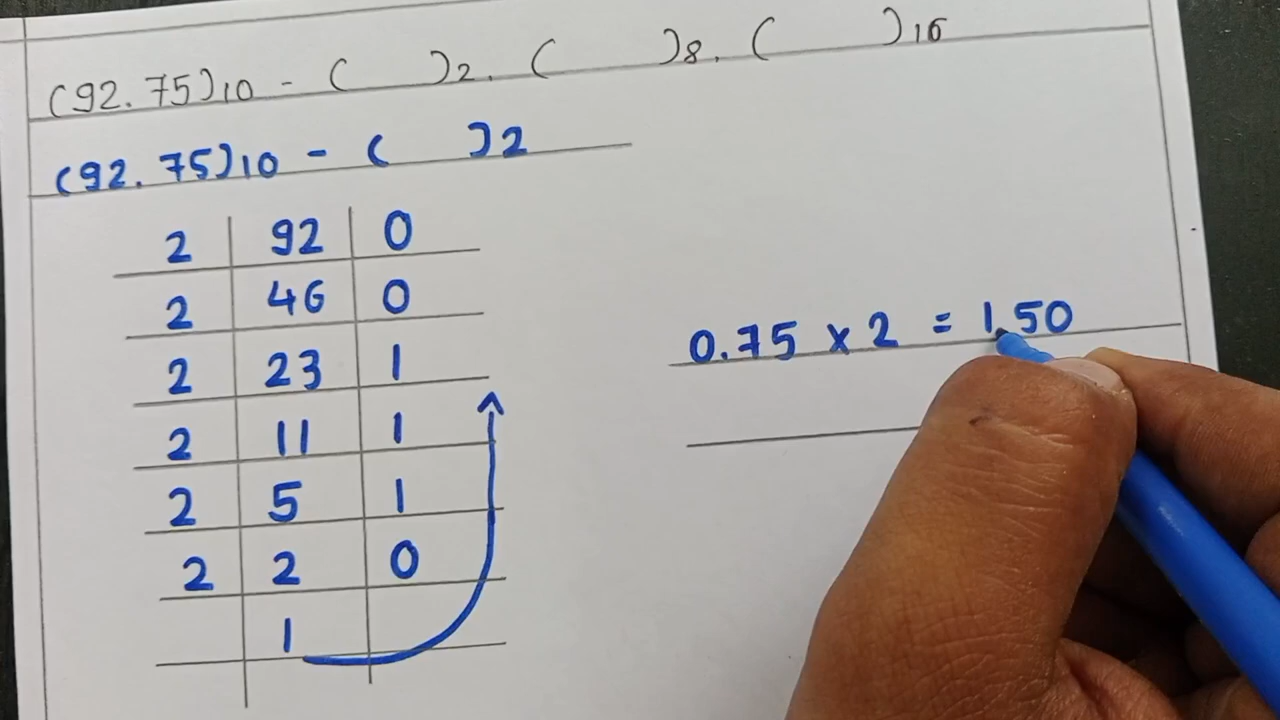 (92.75)10 - (     )2. (     )8. (     )16
(92.75)10 - (     )2
2 | 92 | 0
2 | 46 | 0
2 | 23 | 1
2 | 11 | 1
2 | 5 | 1
2 | 2 | 0
1
0.75 × 2 = 1.50